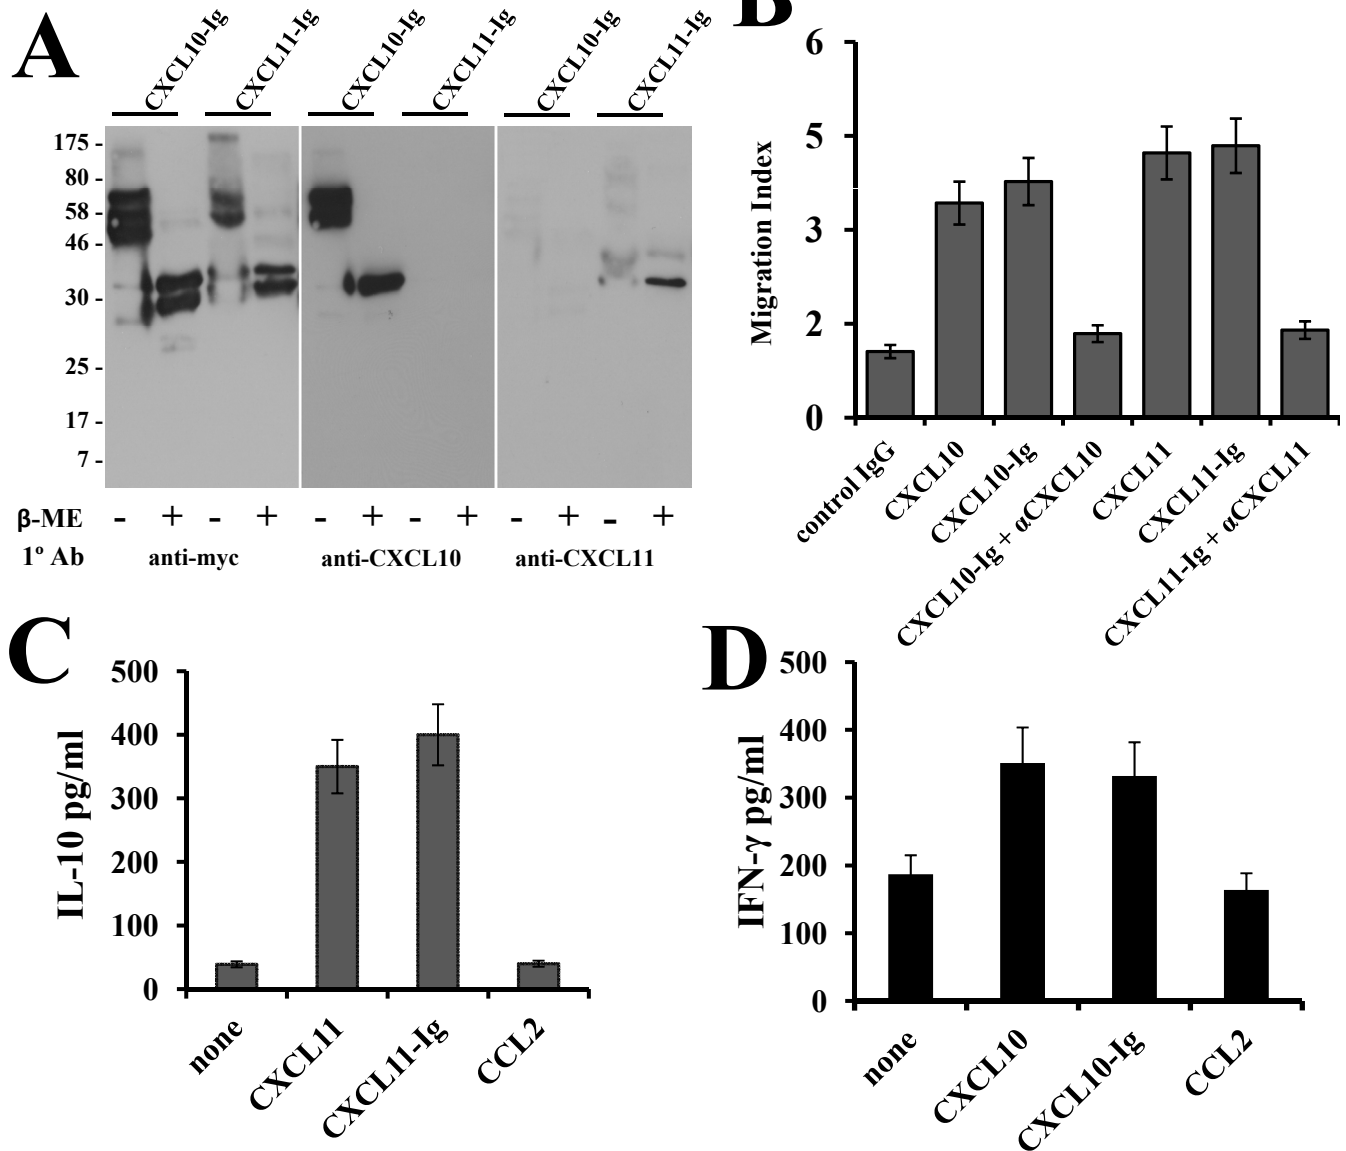 A
CXCL10-Ig
CXCL11-Ig
CXCL10-Ig
CXCL11-Ig
CXCL10-Ig
CXCL11-Ig
175 -
80 -
58 -
46 -
30 -
25 -
17 -
7 -
β-ME - + - + - + - + - + - +
1º Ab anti-myc anti-CXCL10 anti-CXCL11
B
Migration Index
6
5
3
2
0
control IgG
CXCL10
CXCL10-Ig
CXCL10-Ig + αCXCL10
CXCL11
CXCL11-Ig
CXCL11-Ig + αCXCL11
C
IL-10 pg/ml
500
400
300
200
100
0
none
CXCL11
CXCL11-Ig
CCL2
D
IFN-γ pg/ml
500
400
300
200
100
0
none
CXCL10
CXCL10-Ig
CCL2